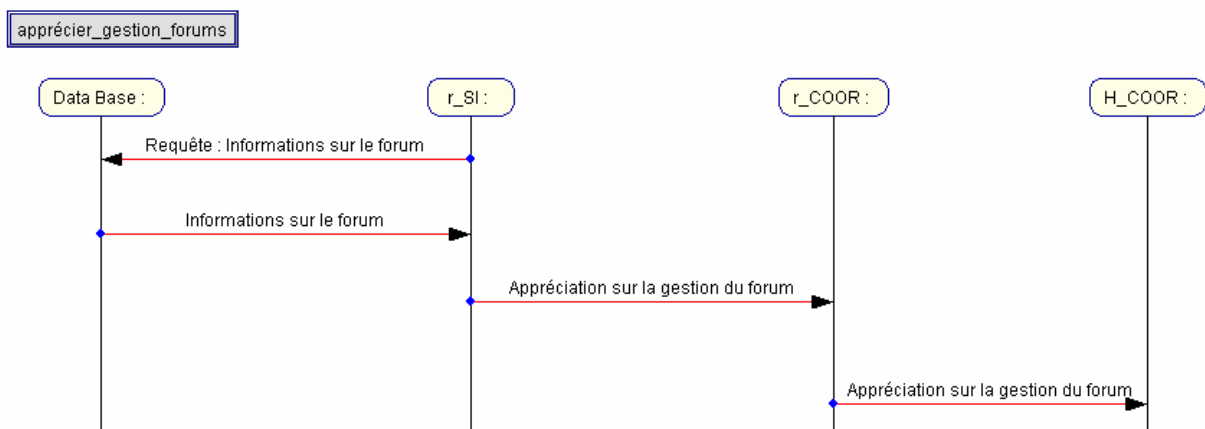 apprécier_gestion_forums
Data Base :
r_SI :
r_COOR :
H_COOR :
Requête : Informations sur le forum
Informations sur le forum
Appréciation sur la gestion du forum
Appréciation sur la gestion du forum